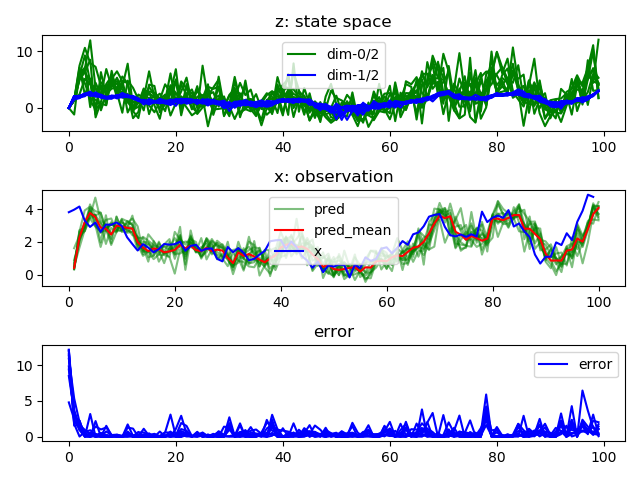 z: state space
10
0
dim-0/2
dim-1/2
0 20 40 60 80 100
x: observation
4
2
0
pred
pred_mean
x
0 20 40 60 80 100
error
10
5
0
error
0 20 40 60 80 100